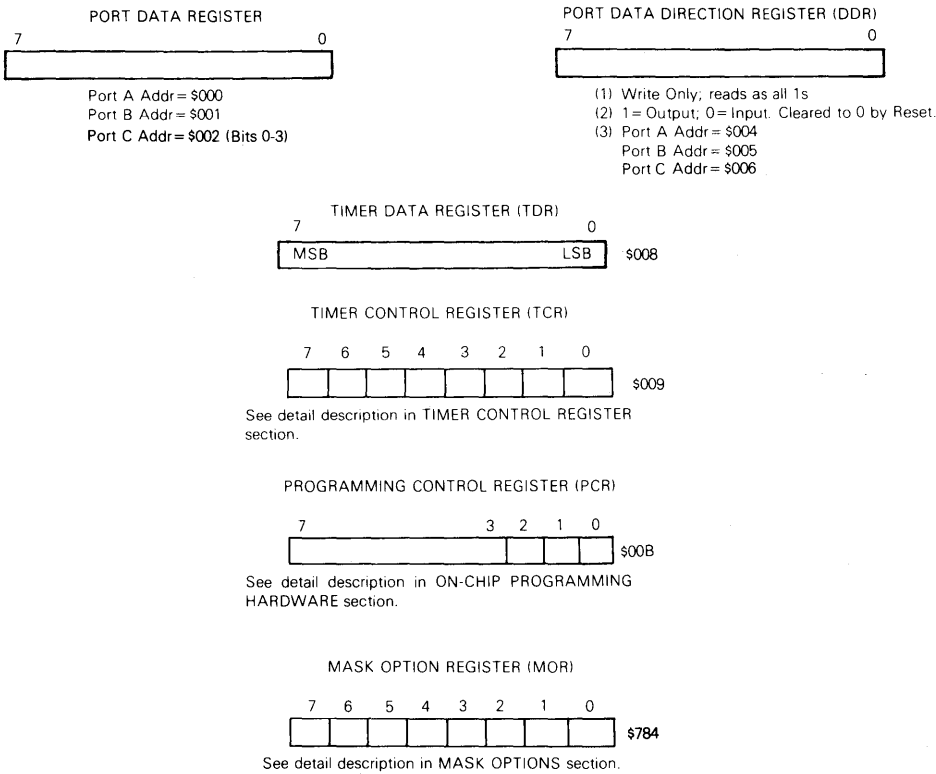 PORT DATA REGISTER
7 0
Port A Addr = $000
Port B Addr = $001
Port C Addr = $002 (Bits 0-3)
PORT DATA DIRECTION REGISTER (DDR)
7 0
(1) Write Only; reads as all 1s
(2) 1 = Output; 0 = Input. Cleared to 0 by Reset.
(3) Port A Addr = $004
Port B Addr = $005
Port C Addr = $006
TIMER DATA REGISTER (TDR)
7 0
MSB LSB $008
TIMER CONTROL REGISTER (TCR)
7 6 5 4 3 2 1 0
$009
See detail description in TIMER CONTROL REGISTER
section.
PROGRAMMING CONTROL REGISTER (PCR)
7 3 2 1 0
$00B
See detail description in ON-CHIP PROGRAMMING
HARDWARE section.
MASK OPTION REGISTER (MOR)
7 6 5 4 3 2 1 0
$784
See detail description in MASK OPTIONS section.